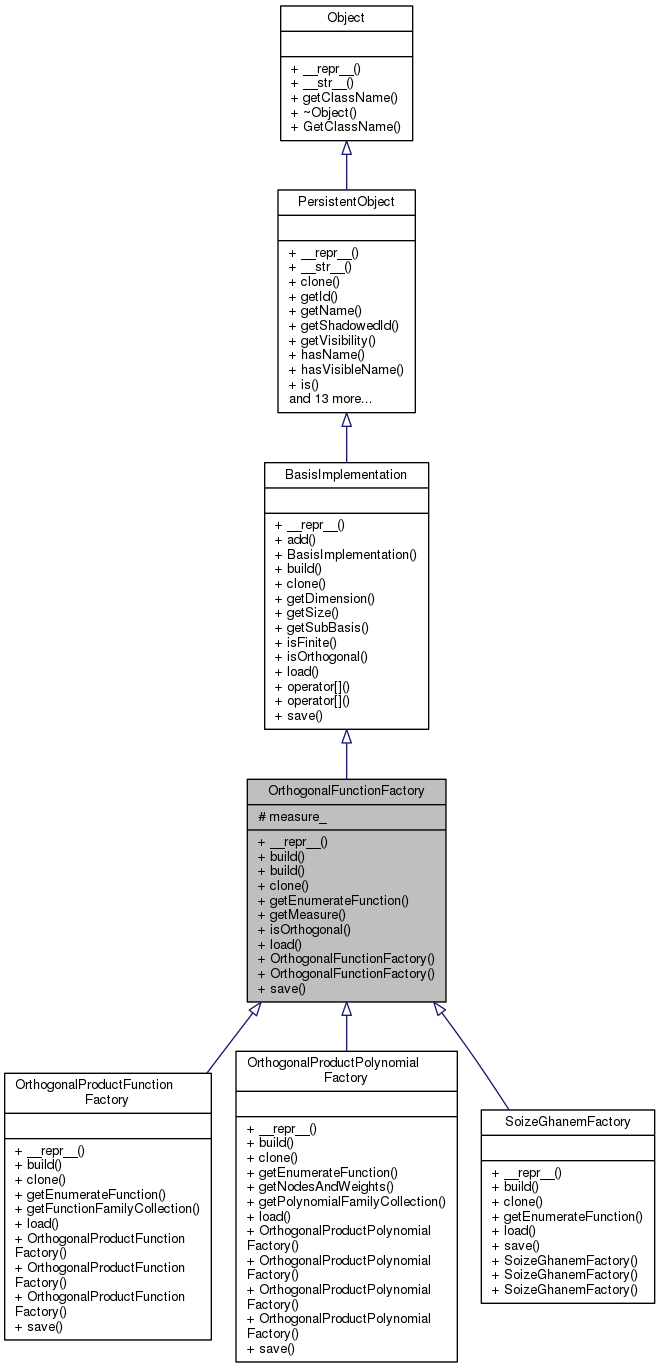 Object
+ __repr__()
+ __str__()
+ getClassName()
+ ~Object()
+ GetClassName()
PersistentObject
+ __repr__()
+ __str__()
+ clone()
+ getId()
+ getName()
+ getShadowedId()
+ getVisibility()
+ hasName()
+ hasVisibleName()
+ is()
and 13 more...
BasisImplementation
+ __repr__()
+ add()
+ BasisImplementation()
+ build()
+ clone()
+ getDimension()
+ getSize()
+ getSubBasis()
+ isFinite()
+ isOrthogonal()
+ load()
+ operator[]()
+ operator[]()
+ save()
OrthogonalFunctionFactory
# measure_
+ __repr__()
+ build()
+ build()
+ clone()
+ getEnumerateFunction()
+ getMeasure()
+ isOrthogonal()
+ load()
+ OrthogonalFunctionFactory()
+ OrthogonalFunctionFactory()
+ save()
OrthogonalProductFunction
Factory
+ __repr__()
+ build()
+ clone()
+ getEnumerateFunction()
+ getFunctionFamilyCollection()
+ load()
+ OrthogonalProductFunction
Factory()
+ OrthogonalProductFunction
Factory()
+ OrthogonalProductFunction
Factory()
+ save()
OrthogonalProductPolynomial
Factory
+ __repr__()
+ build()
+ clone()
+ getEnumerateFunction()
+ getNodesAndWeights()
+ getPolynomialFamilyCollection()
+ load()
+ OrthogonalProductPolynomial
Factory()
+ OrthogonalProductPolynomial
Factory()
+ OrthogonalProductPolynomial
Factory()
+ OrthogonalProductPolynomial
Factory()
+ save()
SoizeGhanemFactory
+ __repr__()
+ build()
+ clone()
+ getEnumerateFunction()
+ load()
+ save()
+ SoizeGhanemFactory()
+ SoizeGhanemFactory()
+ SoizeGhanemFactory()